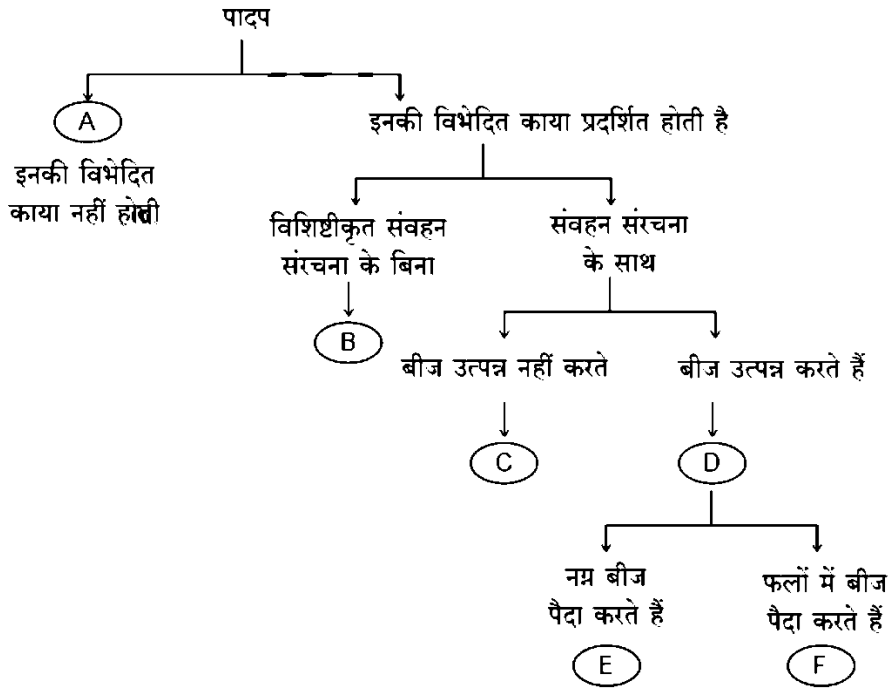 पादप
A
इनकी विभेदित
काया नहीं
इनकी विभेदित काया प्रदर्शित होती है
विशिष्टीकृत संवहन
संरचना के बिना
B
संवहन संरचना
के साथ
बीज उत्पन्न नहीं करते
C
बीज उत्पन्न करते हैं
D
नग्न बीज
पैदा करते हैं
E
फलों में बीज
पैदा करते हैं
F